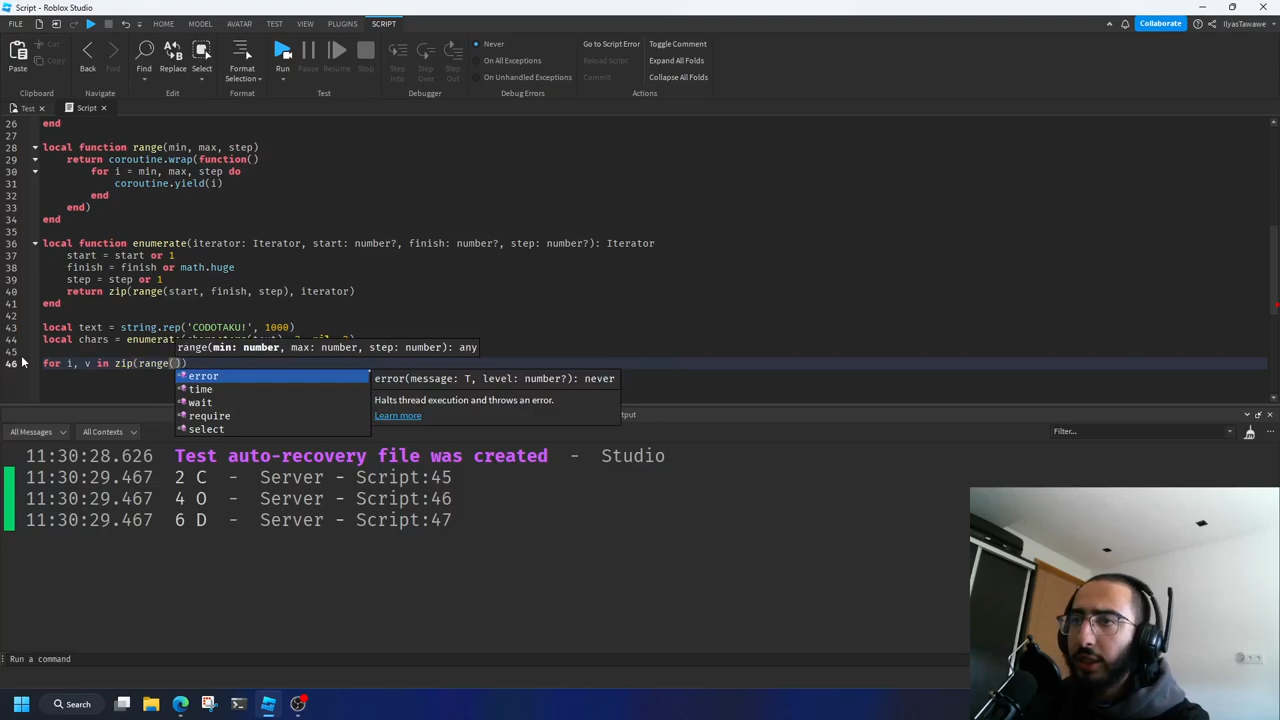 Script - Roblox Studio
FILE HOME MODEL AVATAR TEST VIEW PLUGINS SCRIPT Collaborate IlyasTawawe
Cut
Copy
Paste Back Fwd Find Replace Select Format Selection Run Pause Resume Stop Step Into Step Over Step Out
Never
On All Exceptions
On Unhandled Exceptions
Go to Script Error
Reload Script
Commit
Toggle Comment
Expand All Folds
Collapse All Folds
Clipboard Navigate Edit Format Test Debugger Debug Errors Actions
Test Script
26 end
27
28 local function range(min, max, step)
29 return coroutine.wrap(function()
30 for i = min, max, step do
31 coroutine.yield(i)
32 end
33 end)
34 end
35
36 local function enumerate(iterator: Iterator, start: number?, finish: number?, step: number?): Iterator
37 start = start or 1
38 finish = finish or math.huge
39 step = step or 1
40 return zip(range(start, finish, step), iterator)
41 end
42
43 local text = string.rep('CODOTAKU!', 1000)
44 local chars = enumerate
45 range(min: number, max: number, step: number): any
46 for i, v in zip(range())
error
time
wait
require
select
error(message: T, level: number?): never
Halts thread execution and throws an error.
Learn more
utput
All Messages All Contexts Filter...
11:30:28.626 Test auto-recovery file was created - Studio
11:30:29.467 2 C - Server - Script:45
11:30:29.467 4 O - Server - Script:46
11:30:29.467 6 D - Server - Script:47
Run a command
Search